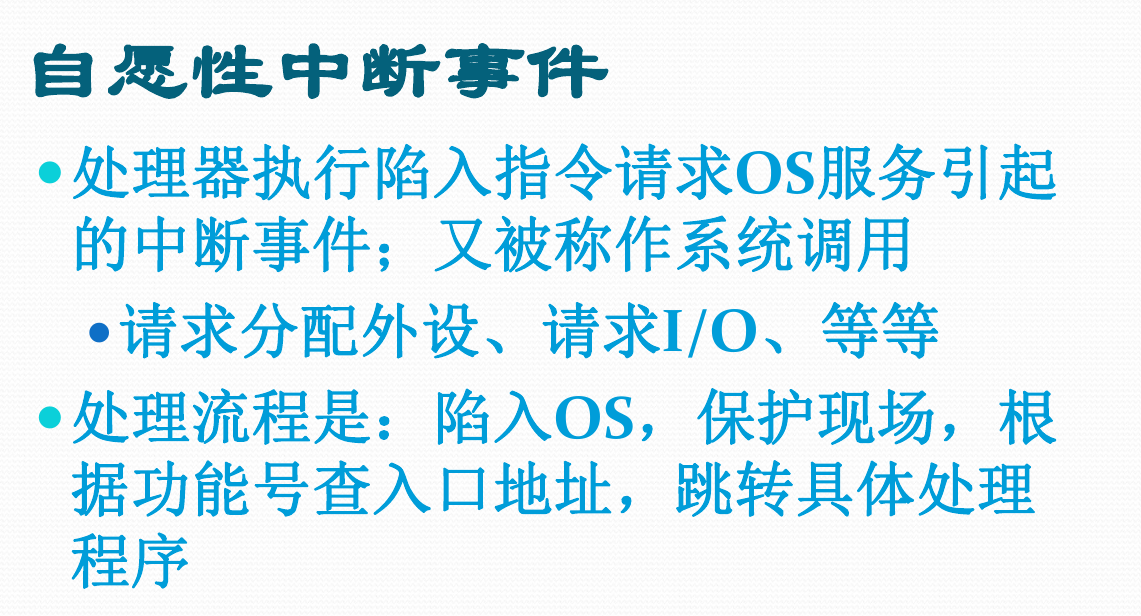 自愿性中断事件
•处理器执行陷入指令请求OS服务引起
的中断事件；又被称作系统调用
•请求分配外设、请求I/O、等等
•处理流程是：陷入OS，保护现场，根
据功能号查入口地址，跳转具体处理
程序